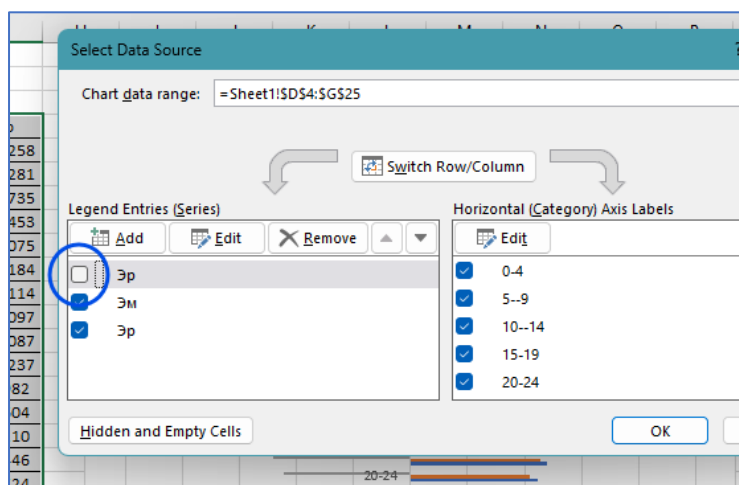 Select Data Source
Chart data range: =Sheet1!$D$4:$G$25
Switch Row/Column
Legend Entries (Series)
Add Edit Remove
Эр
Эм
Эр
Horizontal (Category) Axis Labels
Edit
0-4
5--9
10--14
15-19
20-24
Hidden and Empty Cells
OK
258
281
735
453
075
184
114
097
087
237
82
04
10
46
24
20-24